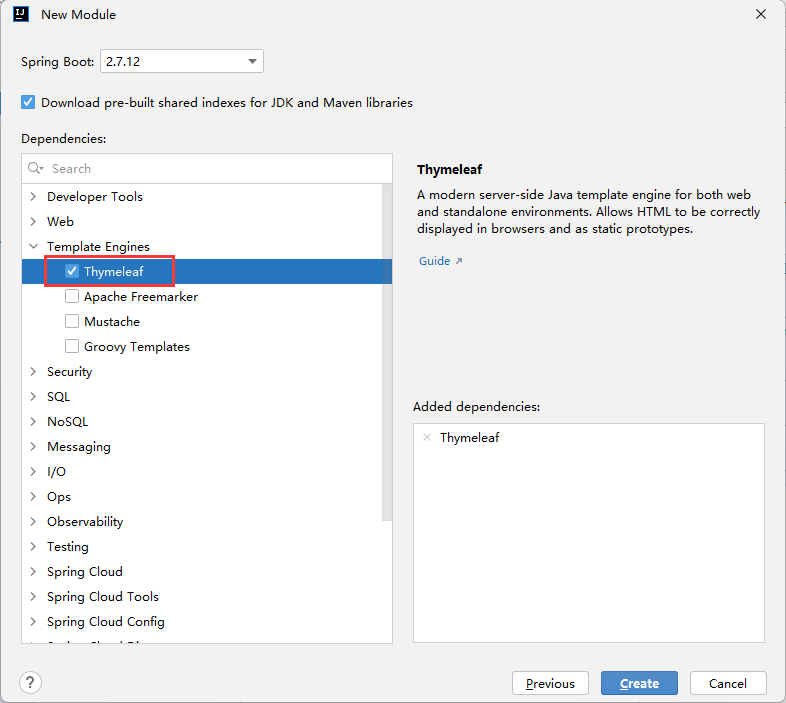 New Module
Spring Boot: 2.7.12
Download pre-built shared indexes for JDK and Maven libraries
Dependencies:
Search
Developer Tools
Web
Template Engines
Thymeleaf
Apache Freemarker
Mustache
Groovy Templates
Security
SQL
NoSQL
Messaging
I/O
Ops
Observability
Testing
Spring Cloud
Spring Cloud Tools
Spring Cloud Config
Thymeleaf
A modern server-side Java template engine for both web
and standalone environments. Allows HTML to be correctly
displayed in browsers and as static prototypes.
Guide
Added dependencies:
Thymeleaf
?
Previous
Create
Cancel